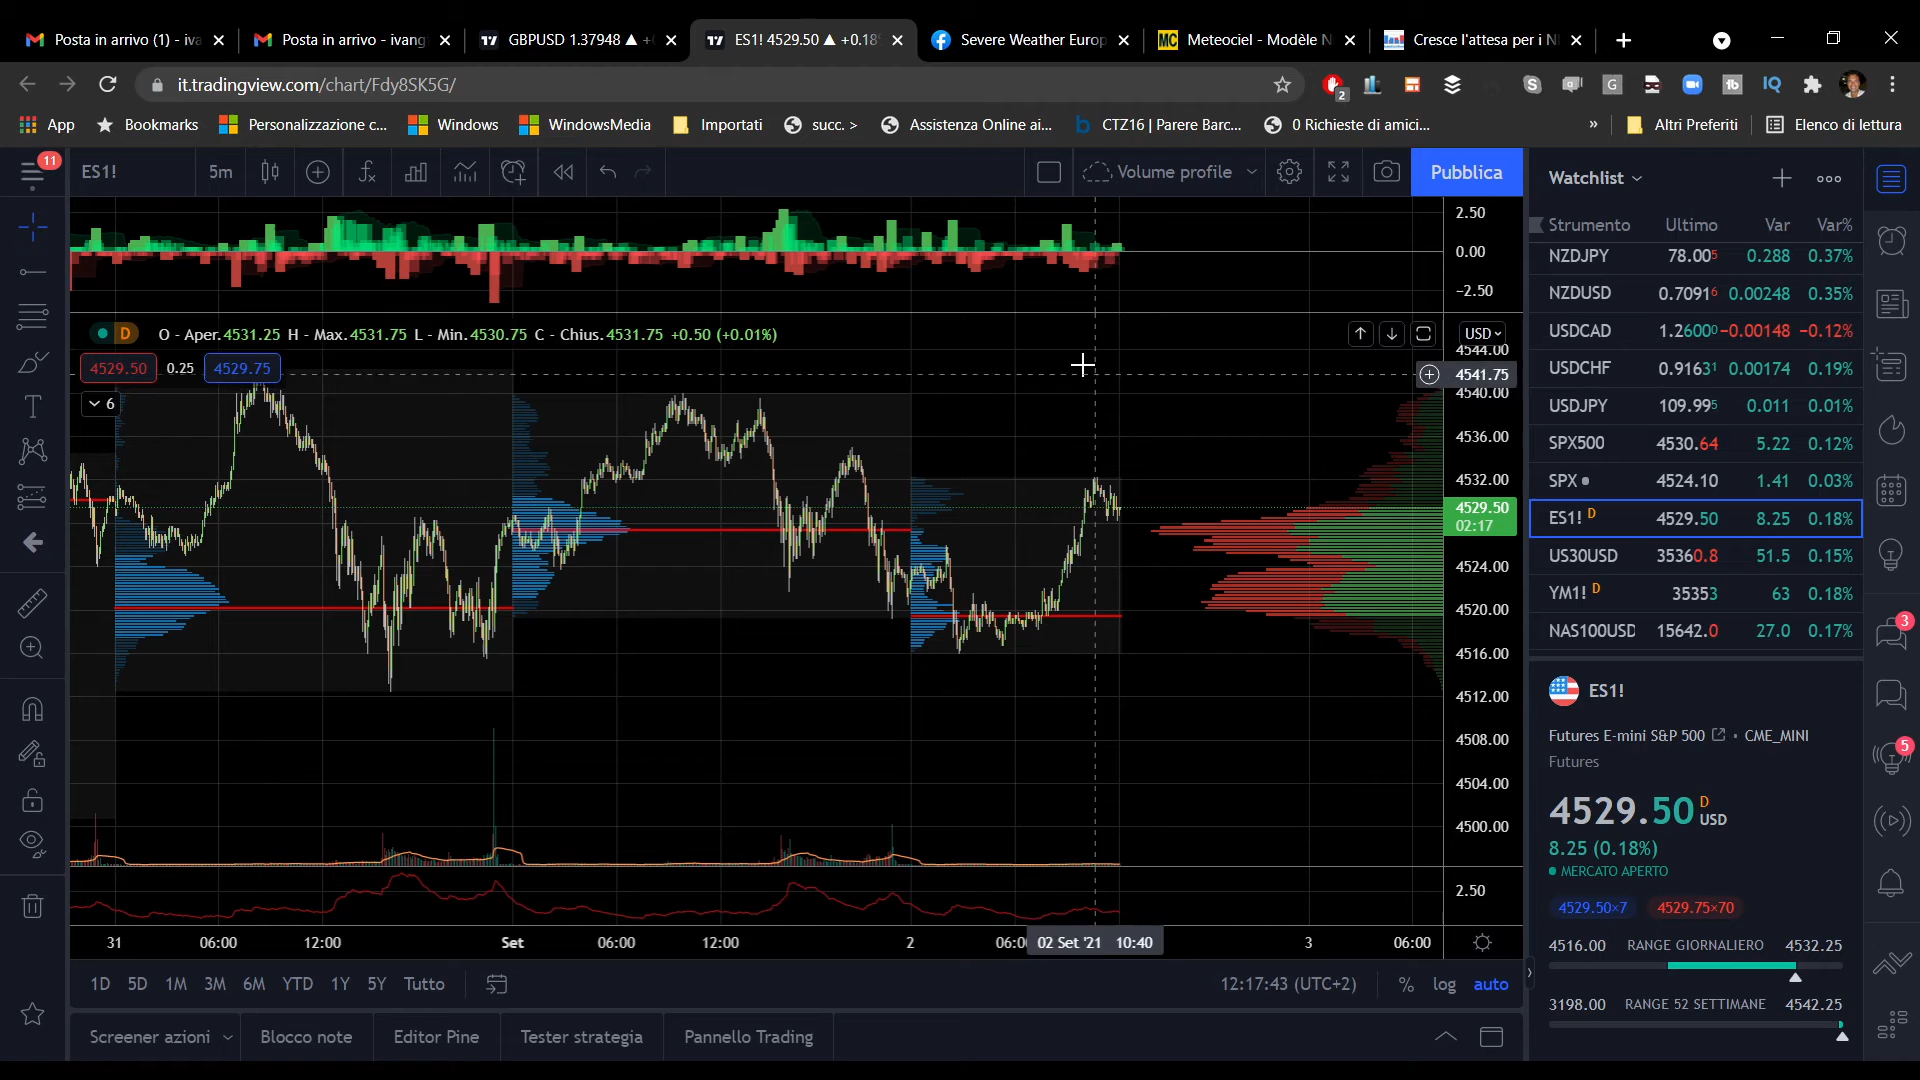 Posta in arrivo (1) - iva
Posta in arrivo - ivang
GBPUSD 1.37948 ▲ +
ES1! 4529.50 ▲ +0.18
Severe Weather Europ
Meteociel - Modèle N
Cresce l'attesa per i N
it.tradingview.com/chart/Fdy8SK5G/
2
App
Bookmarks
Personalizzazione c...
Windows
WindowsMedia
Importati
succ. >
Assistenza Online ai...
CTZ16 | Parere Barc...
0 Richieste di amici...
»
Altri Preferiti
Elenco di lettura
11
ES1!
5m
Volume profile
Pubblica
2.50
0.00
−2.50
D
O - Aper.4531.25 H - Max.4531.75 L - Min.4530.75 C - Chius.4531.75 +0.50 (+0.01%)
4529.50
0.25
4529.75
6
USD
4544.00
4541.75
4540.00
4536.00
4532.00
4529.50
02:17
4524.00
4520.00
4516.00
4512.00
4508.00
4504.00
4500.00
2.50
31
06:00
12:00
Set
06:00
12:00
2
06:00
02 Set '21 10:40
3
06:00
1D
5D
1M
3M
6M
YTD
1Y
5Y
Tutto
12:17:43 (UTC+2)
%
log
auto
Screener azioni
Blocco note
Editor Pine
Tester strategia
Pannello Trading
Watchlist
Strumento Ultimo Var Var%
NZDJPY 78.005 0.288 0.37%
NZDUSD 0.70916 0.00248 0.35%
USDCAD 1.26000 −0.00148 −0.12%
USDCHF 0.91631 0.00174 0.19%
USDJPY 109.995 0.011 0.01%
SPX500 4530.64 5.22 0.12%
SPX 4524.10 1.41 0.03%
ES1! D 4529.50 8.25 0.18%
US30USD 35360.8 51.5 0.15%
YM1! D 35353 63 0.18%
NAS100USD 15642.0 27.0 0.17%
ES1!
Futures E-mini S&P 500 • CME_MINI
Futures
4529.50 D USD
8.25 (0.18%)
MERCATO APERTO
4529.50×7
4529.75×70
4516.00 RANGE GIORNALIERO 4532.25
3198.00 RANGE 52 SETTIMANE 4542.25
3
5